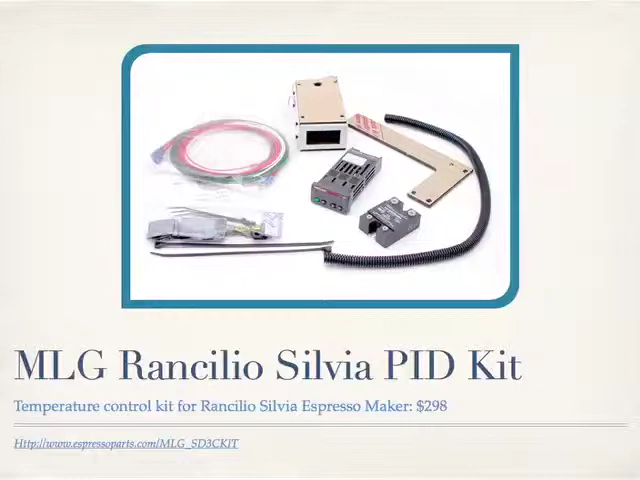 MLG Rancilio Silvia PID Kit
Temperature control kit for Rancilio Silvia Espresso Maker: $298
Http://www.espressoparts.com/MLG_SD3CKIT